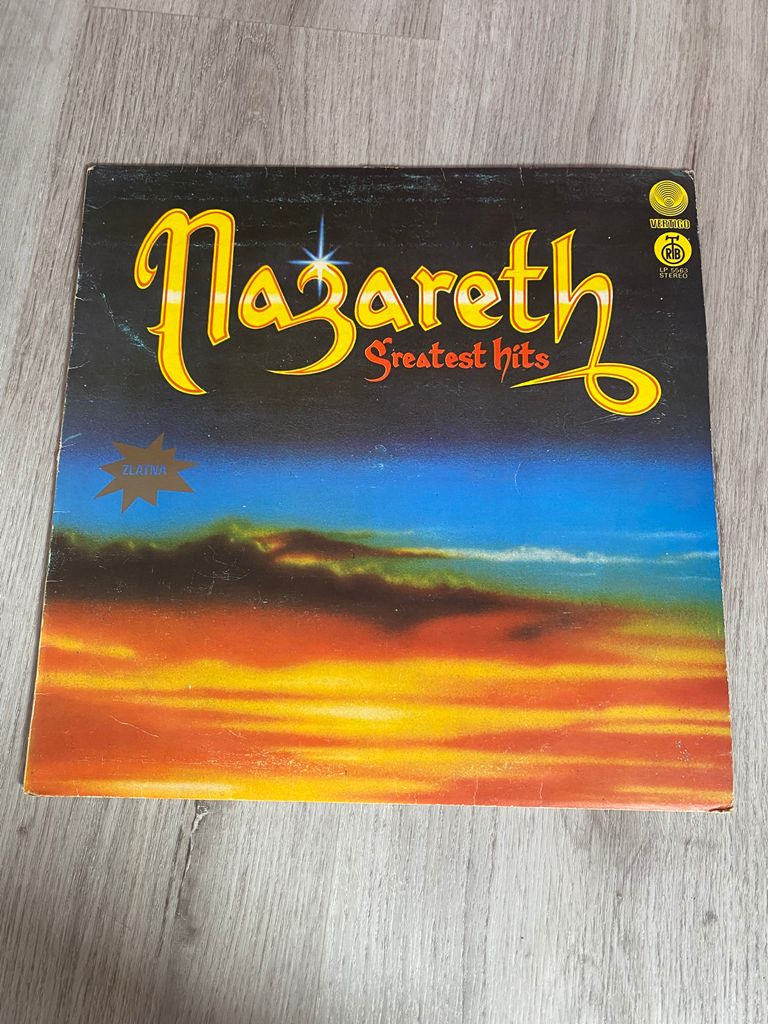 Nazareth
Greatest hits
VERTIGO
RTB
LP 5563
STEREO
ZLATNA